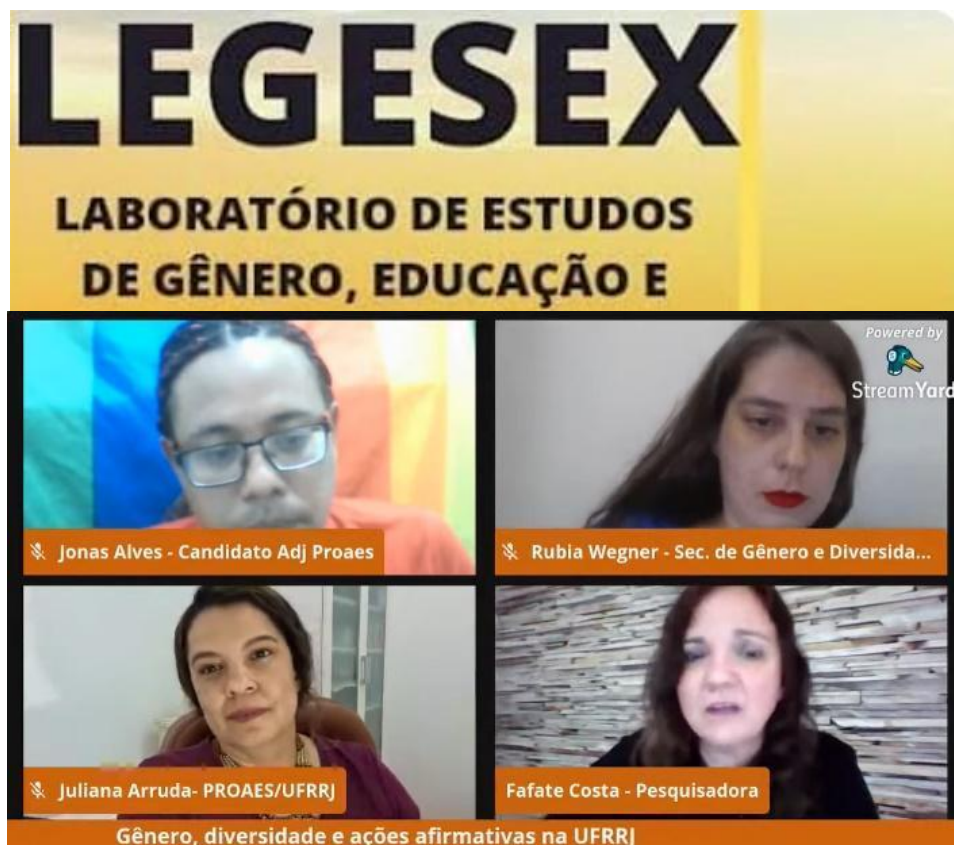 LEGESEX
LABORATÓRIO DE ESTUDOS
DE GÊNERO, EDUCAÇÃO E
Powered by
StreamYard
Jonas Alves - Candidato Adj Proaes
Rubia Wegner - Sec. de Gênero e Diversida...
Juliana Arruda- PROAES/UFRRJ
Fafate Costa - Pesquisadora
Gênero, diversidade e ações afirmativas na UFRRJ